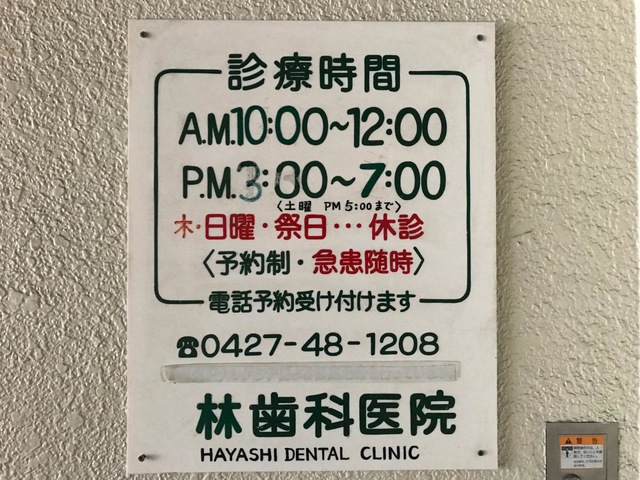 診療時間
A.M.10:00~12:00
P.M.3:00~7:00
〈土曜 PM 5:00まで〉
木・日曜・祭日…休診
〈予約制・急患随時〉
電話予約受け付けます
☎0427-48-1208
林歯科医院
HAYASHI DENTAL CLINIC
警告